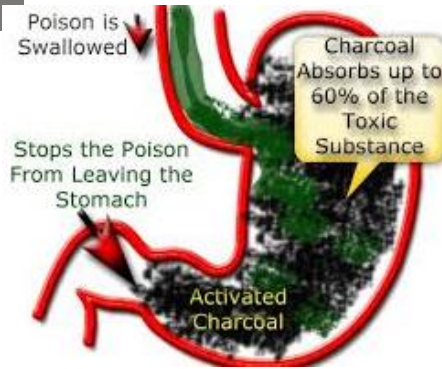 Poison is
Swallowed
Charcoal
Absorbs up to
60% of the
Toxic
Substance
Stops the Poison
From Leaving the
Stomach
Activated
Charcoal